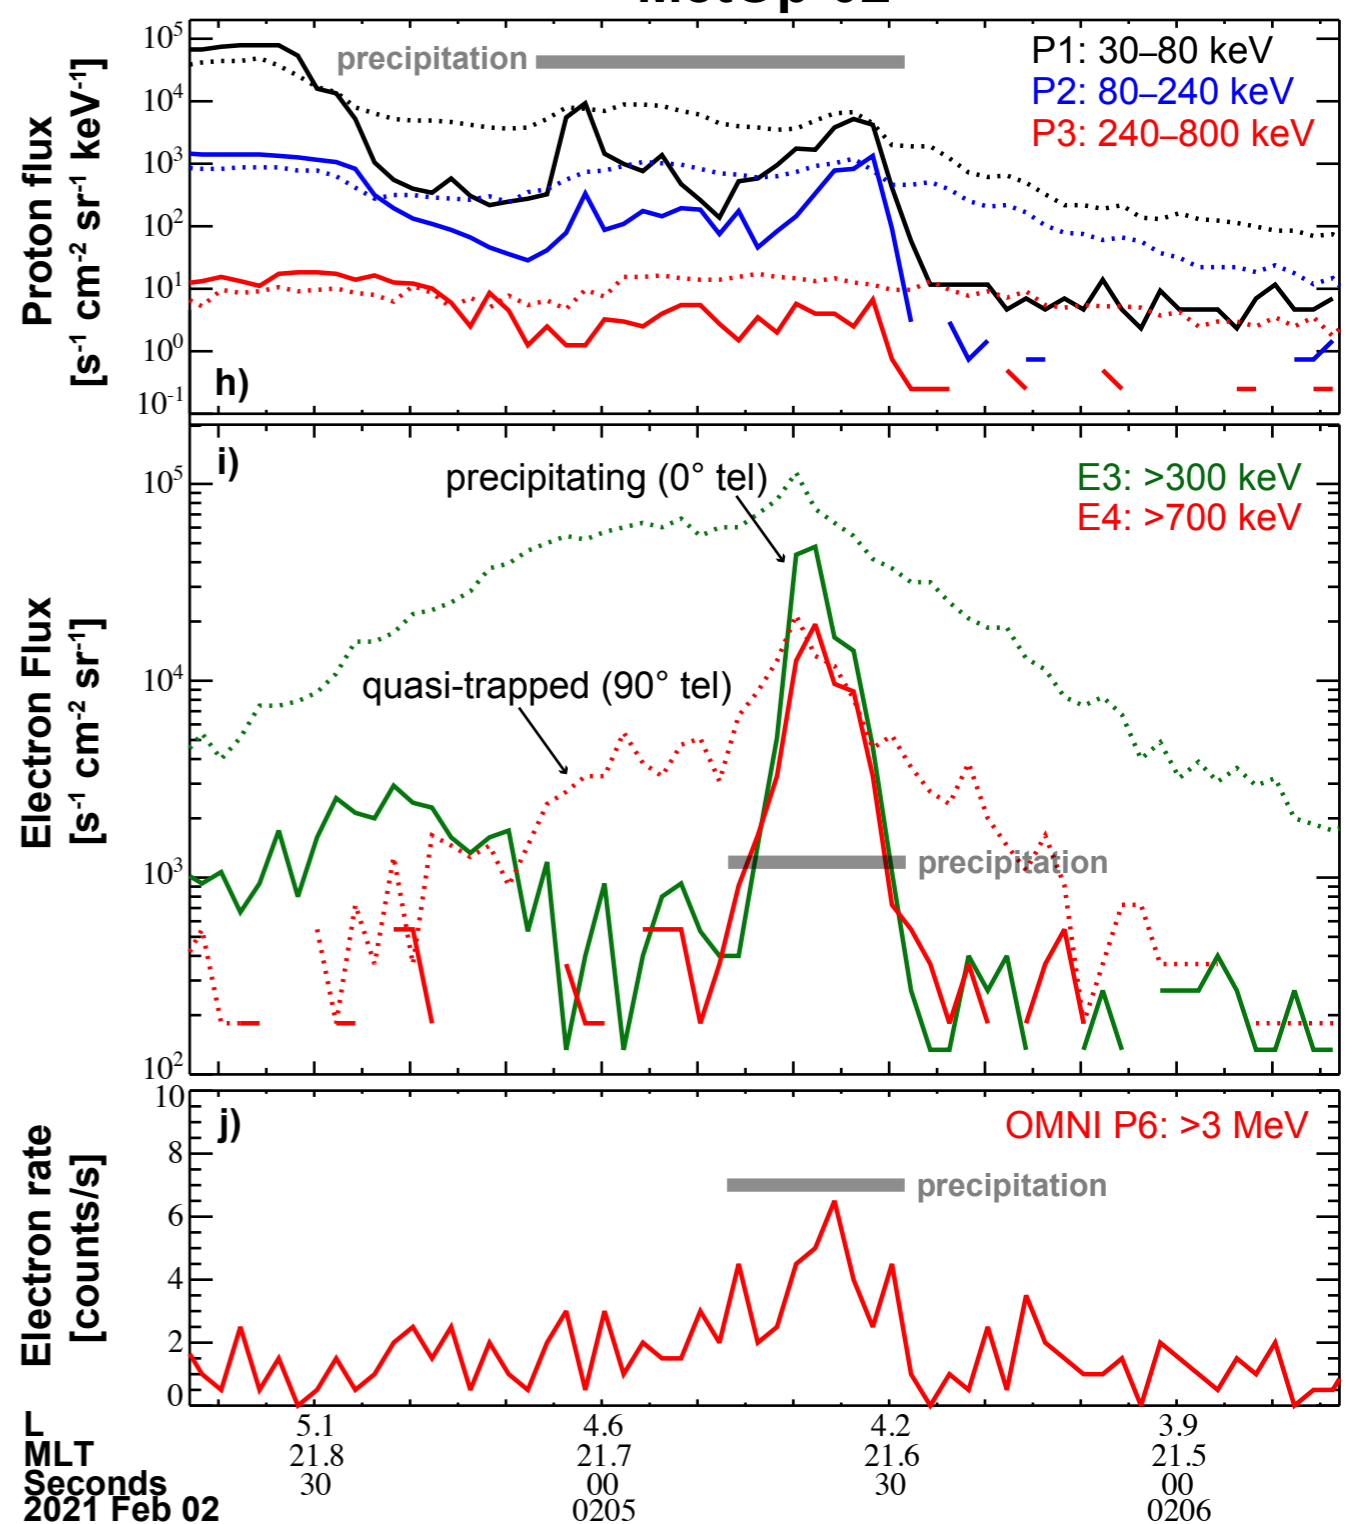 MetOp-02
Proton flux
[s-1 cm-2 sr-1 keV-1]
10^5
10^4
10^3
10^2
10^1
10^0
10^-1
precipitation
P1: 30–80 keV
P2: 80–240 keV
P3: 240–800 keV
h)
Electron Flux
[s-1 cm-2 sr-1]
10^5
10^4
10^3
10^2
i)
precipitating (0° tel)
E3: >300 keV
E4: >700 keV
quasi-trapped (90° tel)
precipitation
Electron rate
[counts/s]
10
8
6
4
2
0
j)
OMNI P6: >3 MeV
precipitation
L 5.1 4.6 4.2 3.9
MLT 21.8 21.7 21.6 21.5
Seconds 30 00 30 00
2021 Feb 02 0205 0206